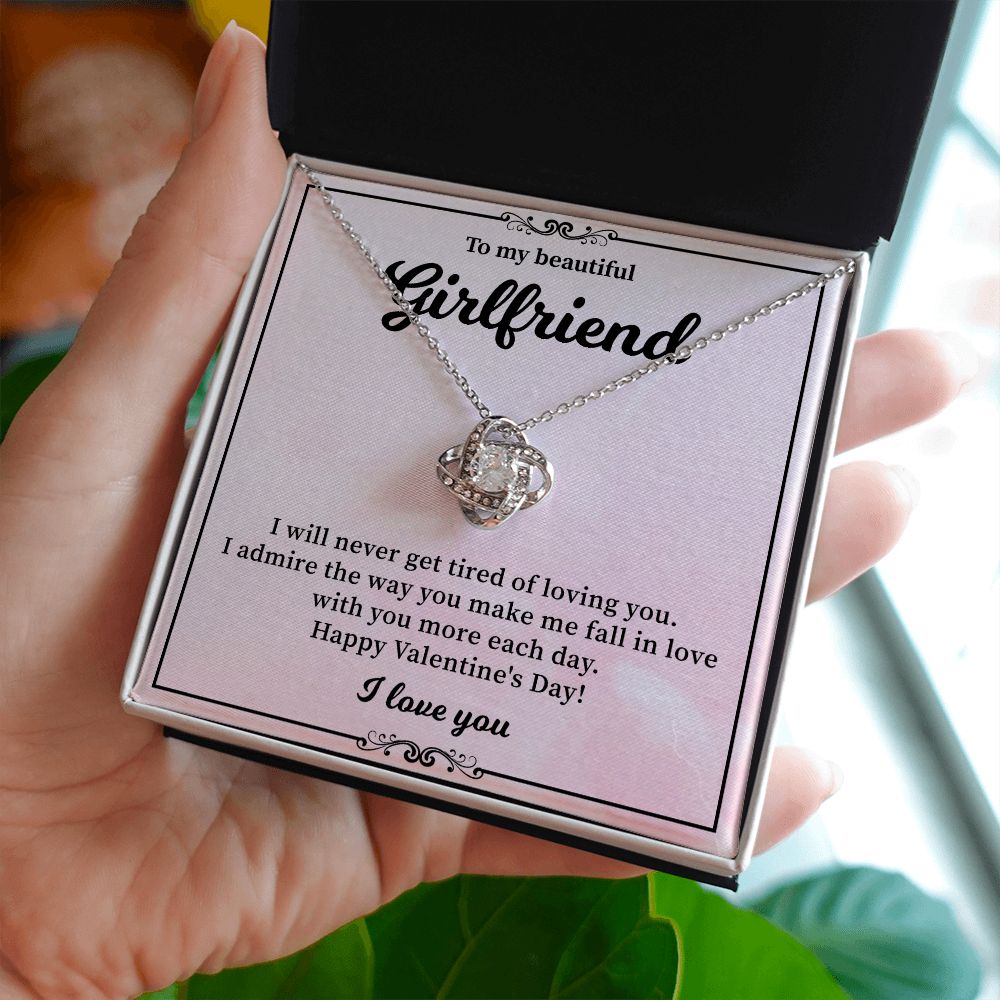 To my beautiful
Girlfriend
I will never get tired of loving you.
I admire the way you make me fall in love
with you more each day.
Happy Valentine's Day!
I love you